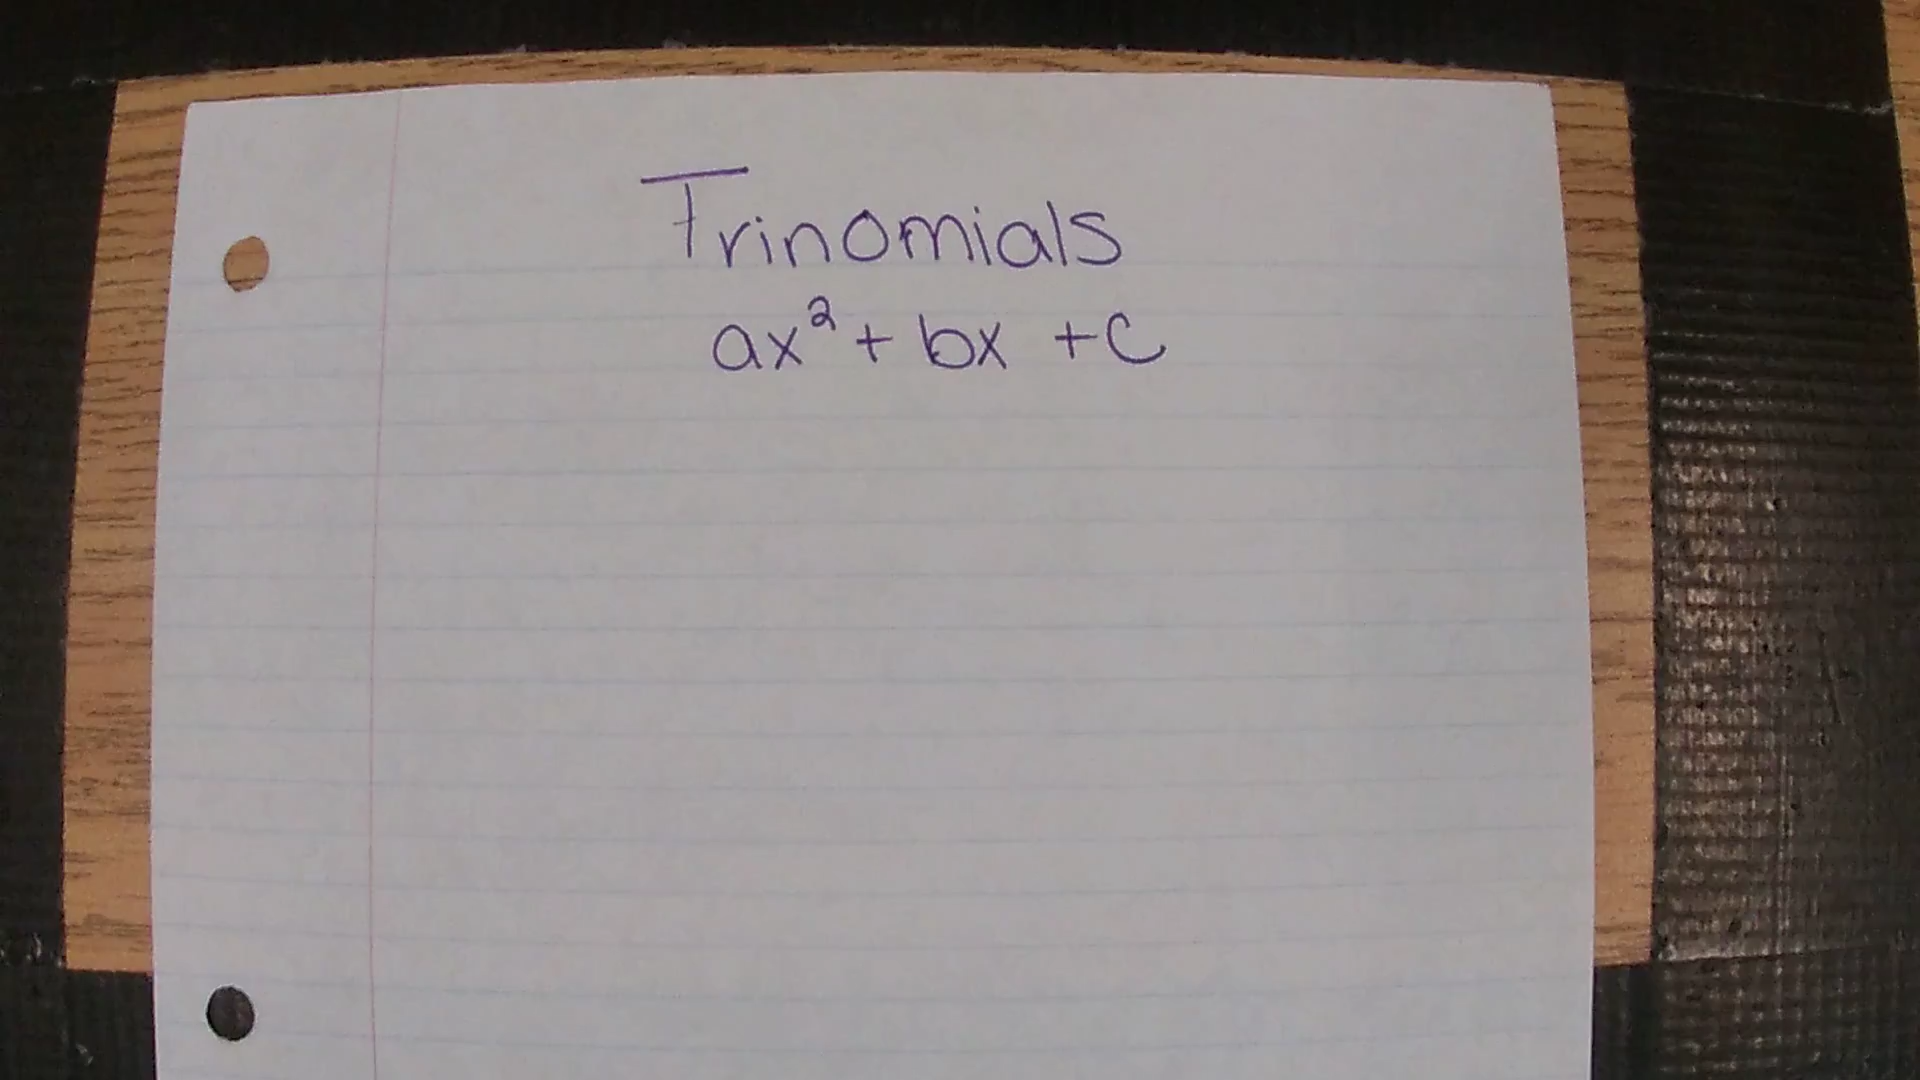 Trinomials
ax² + bx + c